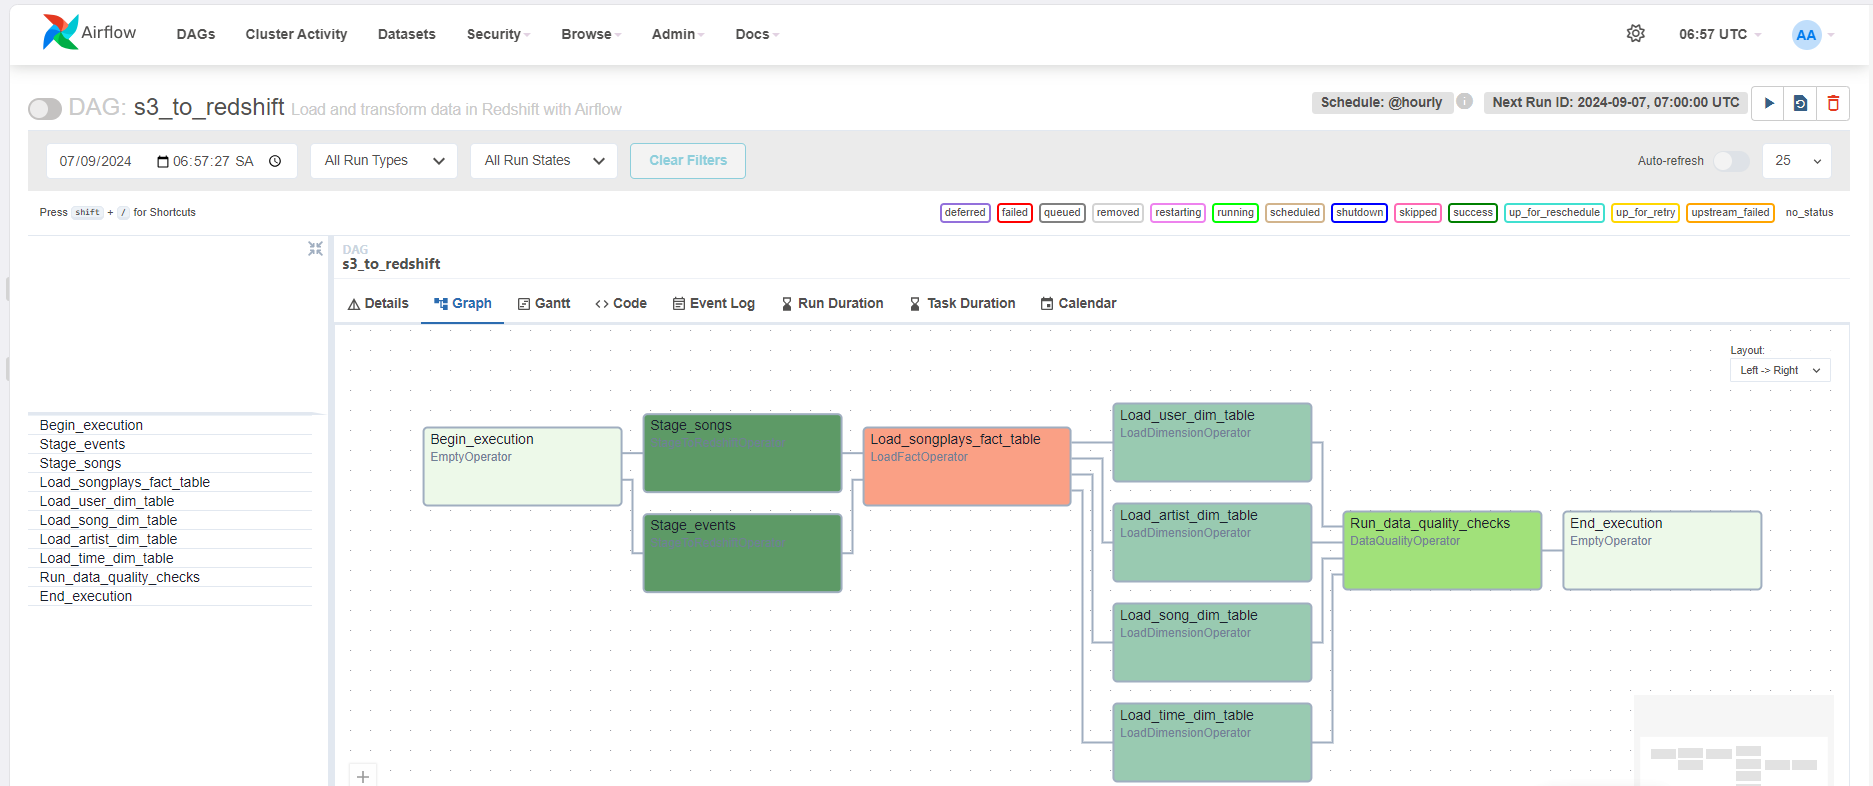 Airflow DAGs Cluster Activity Datasets Security Browse Admin Docs 06:57 UTC AA
DAG: s3_to_redshift Load and transform data in Redshift with Airflow Schedule: @hourly i Next Run ID: 2024-09-07, 07:00:00 UTC
07/09/2024 06:57:27 SA All Run Types All Run States Clear Filters Auto-refresh 25
Press shift + / for Shortcuts deferred failed queued removed restarting running scheduled shutdown skipped success up_for_reschedule up_for_retry upstream_failed no_status
DAG
s3_to_redshift
Details Graph Gantt <> Code Event Log Run Duration Task Duration Calendar
Layout:
Left -> Right
Begin_execution
Stage_events
Stage_songs
Load_songplays_fact_table
Load_user_dim_table
Load_song_dim_table
Load_artist_dim_table
Load_time_dim_table
Run_data_quality_checks
End_execution
Begin_execution
EmptyOperator
Stage_songs
StageToRedshiftOperator
Stage_events
StageToRedshiftOperator
Load_songplays_fact_table
LoadFactOperator
Load_user_dim_table
LoadDimensionOperator
Load_artist_dim_table
LoadDimensionOperator
Load_song_dim_table
LoadDimensionOperator
Load_time_dim_table
LoadDimensionOperator
Run_data_quality_checks
DataQualityOperator
End_execution
EmptyOperator
+